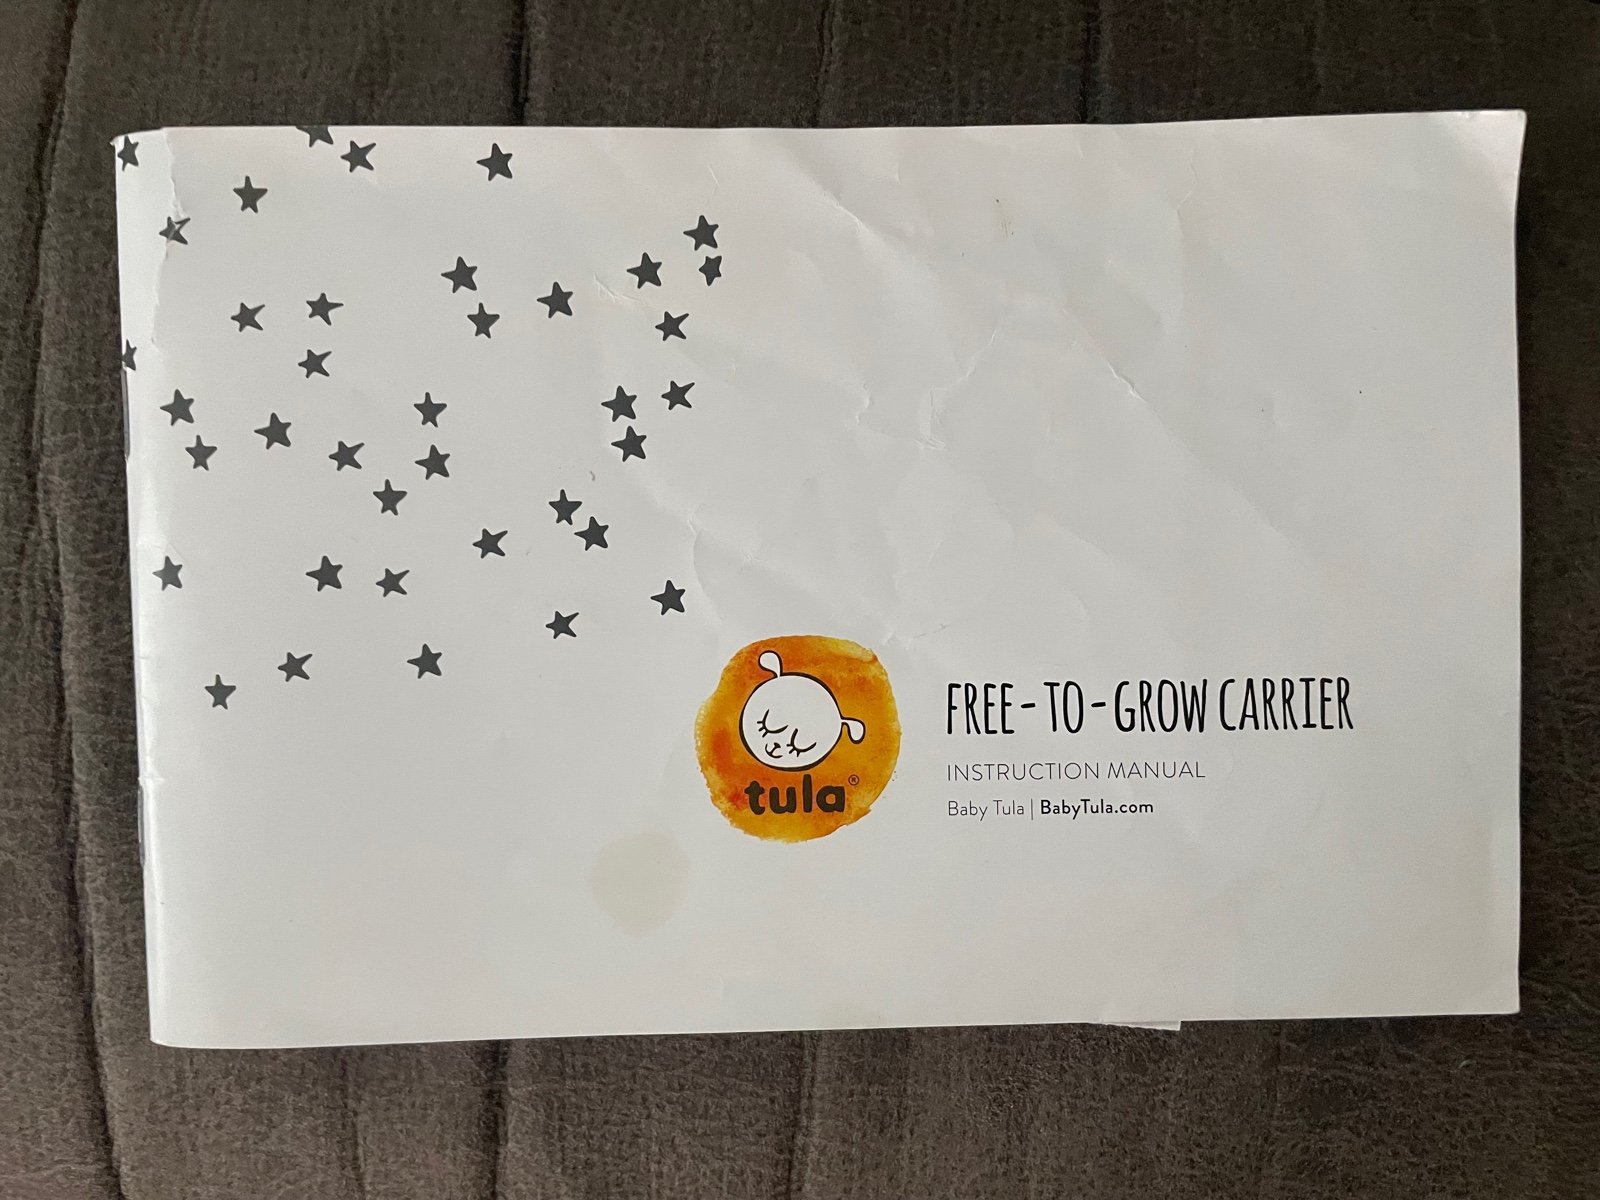 tula®
FREE-TO-GROW CARRIER
INSTRUCTION MANUAL
Baby Tula | BabyTula.com